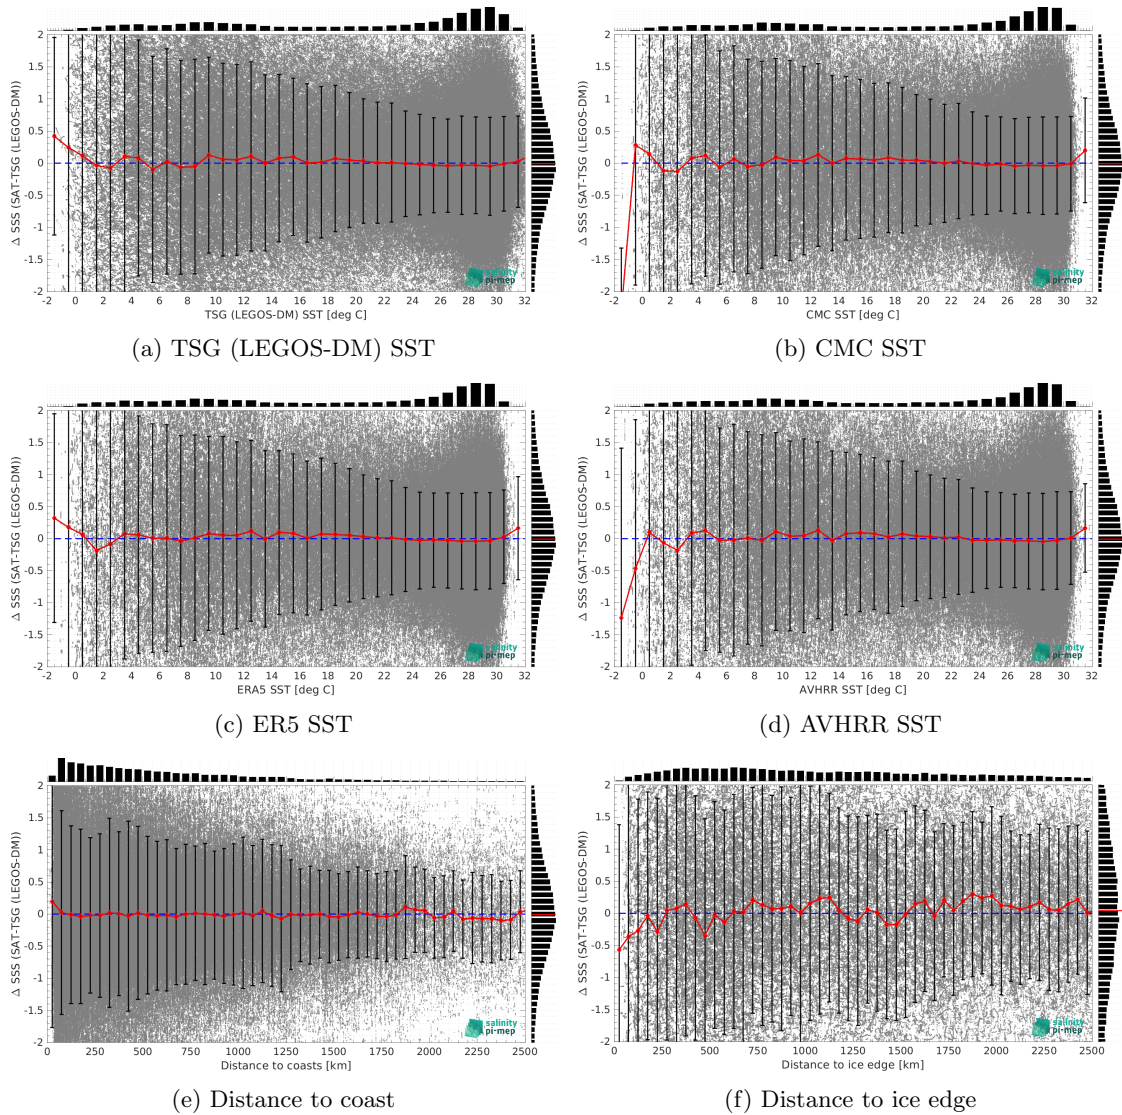 2
1.5
1
0.5
0
-0.5
-1
-1.5
-2
Δ SSS (SAT-TSG (LEGOS-DM))
salinity
pi-mep
-2 0 2 4 6 8 10 12 14 16 18 20 22 24 26 28 30 32
TSG (LEGOS-DM) SST [deg C]
(a) TSG (LEGOS-DM) SST
2
1.5
1
0.5
0
-0.5
-1
-1.5
-2
Δ SSS (SAT-TSG (LEGOS-DM))
salinity
pi-mep
-2 0 2 4 6 8 10 12 14 16 18 20 22 24 26 28 30 32
CMC SST [deg C]
(b) CMC SST
2
1.5
1
0.5
0
-0.5
-1
-1.5
-2
Δ SSS (SAT-TSG (LEGOS-DM))
salinity
pi-mep
-2 0 2 4 6 8 10 12 14 16 18 20 22 24 26 28 30 32
ERA5 SST [deg C]
(c) ER5 SST
2
1.5
1
0.5
0
-0.5
-1
-1.5
-2
Δ SSS (SAT-TSG (LEGOS-DM))
salinity
pi-mep
-2 0 2 4 6 8 10 12 14 16 18 20 22 24 26 28 30 32
AVHRR SST [deg C]
(d) AVHRR SST
2
1.5
1
0.5
0
-0.5
-1
-1.5
-2
Δ SSS (SAT-TSG (LEGOS-DM))
salinity
pi-mep
0 250 500 750 1000 1250 1500 1750 2000 2250 2500
Distance to coasts [km]
(e) Distance to coast
2
1.5
1
0.5
0
-0.5
-1
-1.5
-2
Δ SSS (SAT-TSG (LEGOS-DM))
salinity
pi-mep
0 250 500 750 1000 1250 1500 1750 2000 2250 2500
Distance to ice edge [km]
(f) Distance to ice edge